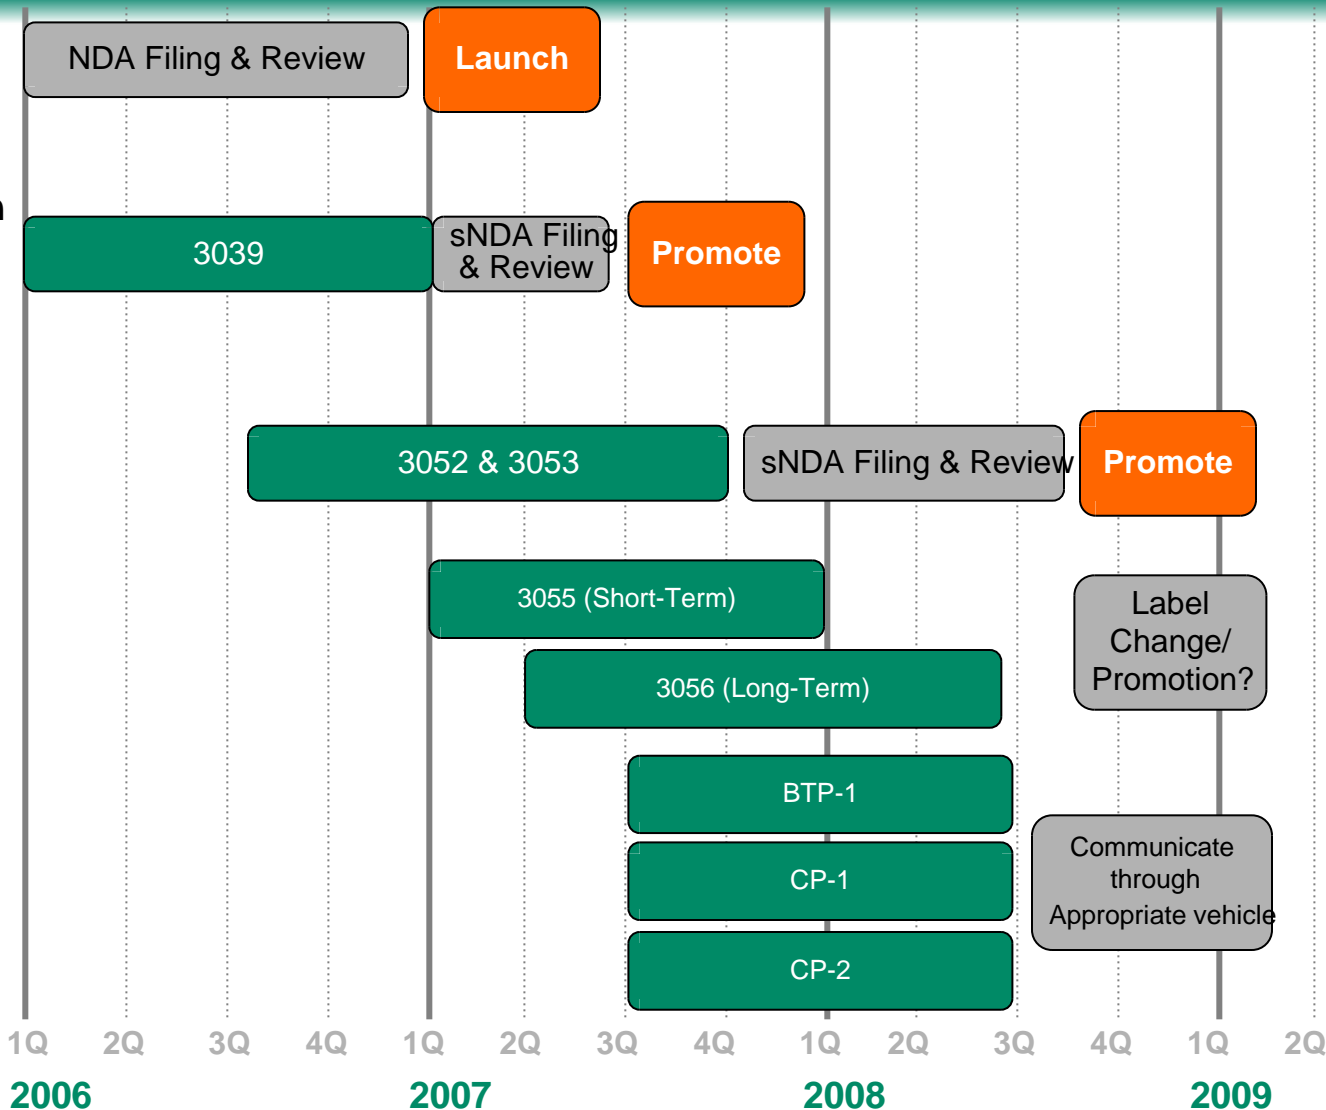 NDA Filing & Review
Launch
n
3039
sNDA Filing
& Review
Promote
3052 & 3053
sNDA Filing & Review
Promote
3055 (Short-Term)
Label
Change/
Promotion?
3056 (Long-Term)
BTP-1
CP-1
Communicate
through
Appropriate vehicle
CP-2
1Q 2Q 3Q 4Q 1Q 2Q 3Q 4Q 1Q 2Q 3Q 4Q 1Q 2Q
2006 2007 2008 2009